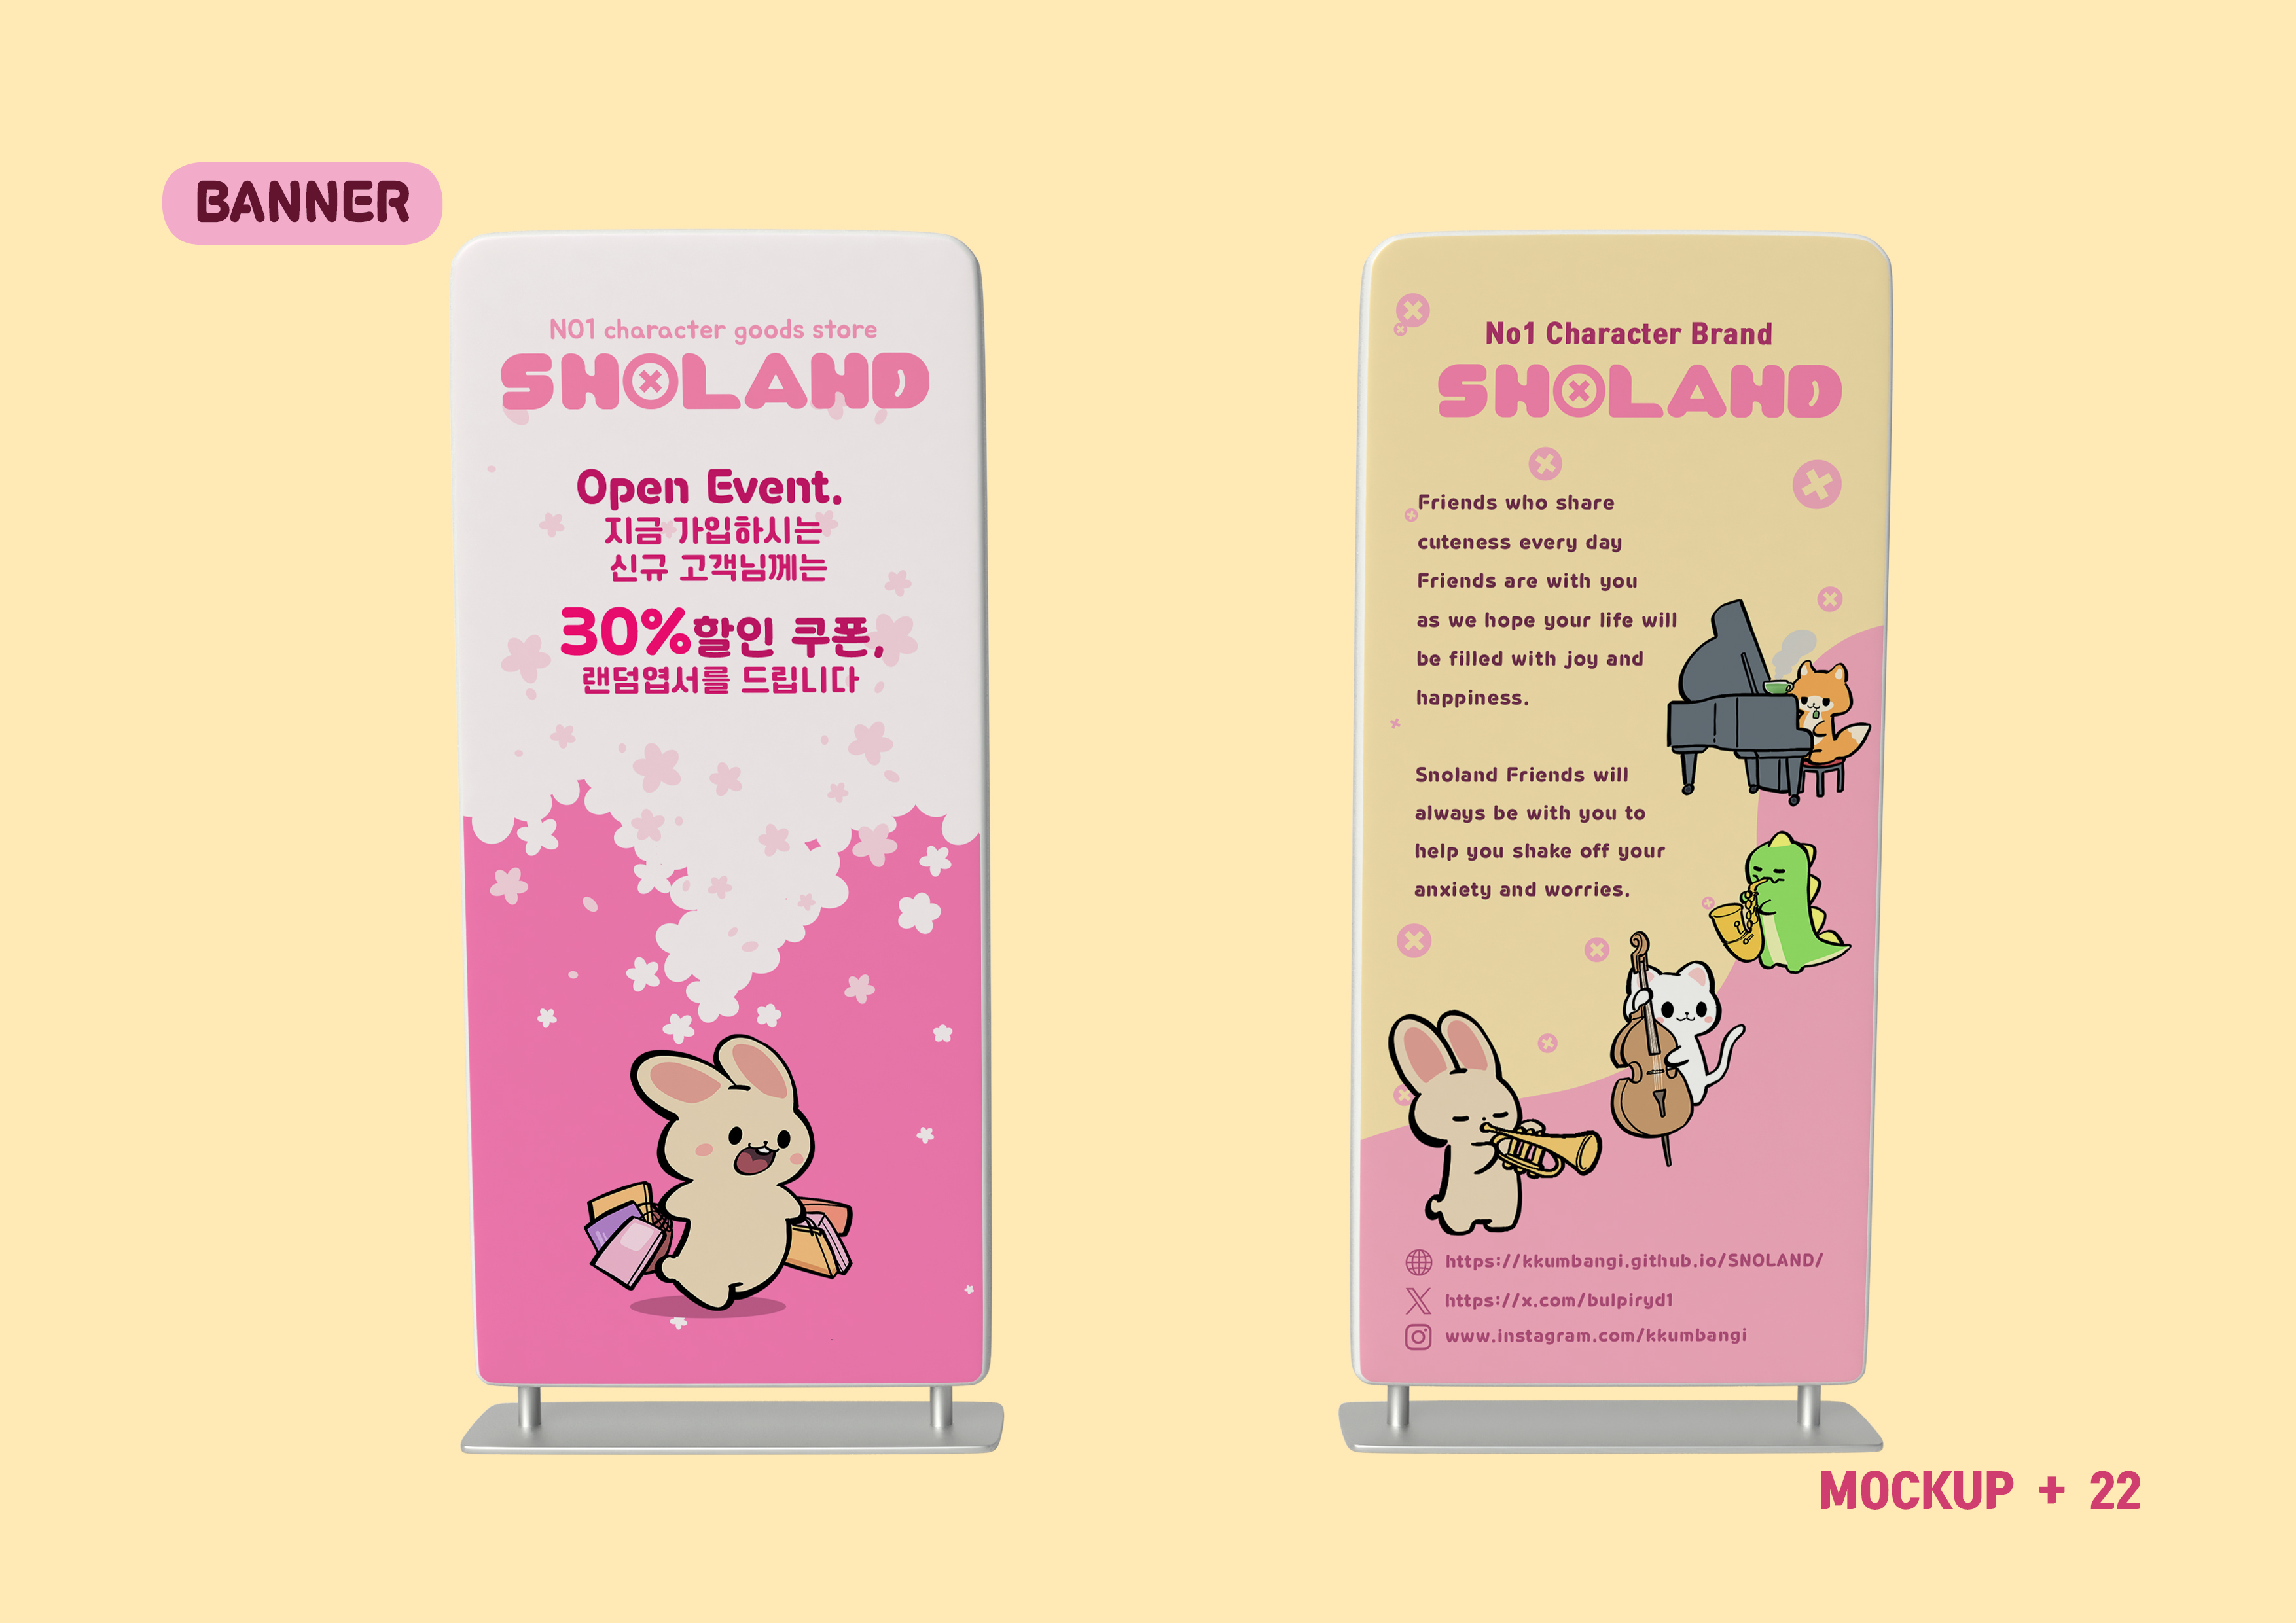 BANNER
NO1 character goods store
SNOLAND
Open Event.
지금 가입하시는
신규 고객님께는
30%할인 쿠폰,
랜덤엽서를 드립니다
No1 Character Brand
SNOLAND
Friends who share
cuteness every day
Friends are with you
as we hope your life will
be filled with joy and
happiness.
Snoland Friends will
always be with you to
help you shake off your
anxiety and worries.
https://kkumbangi.github.io/SNOLAND/
https://x.com/bulpiryd1
www.instagram.com/kkumbangi
MOCKUP + 22